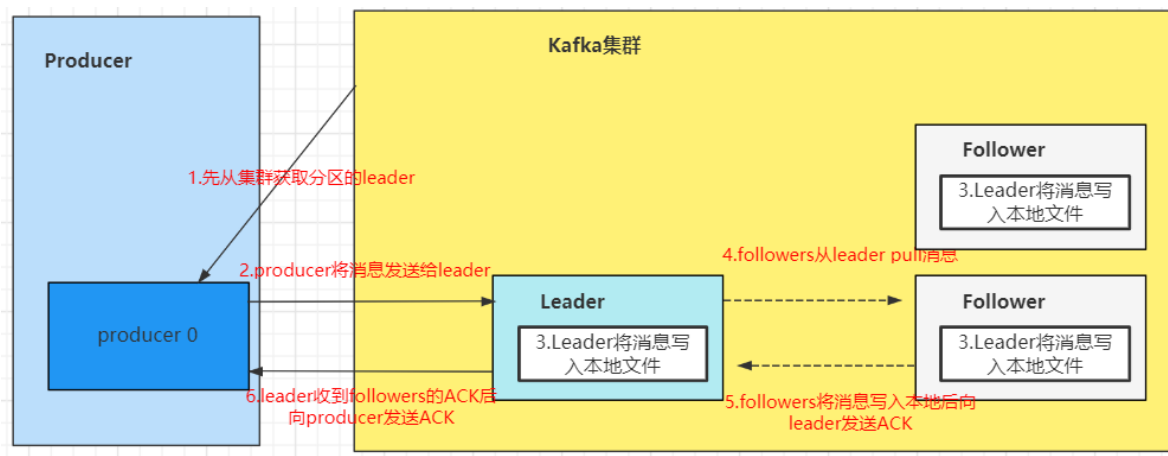 Producer
Kafka集群
Follower
3.Leader将消息写
入本地文件
1.先从集群获取分区的leader
2.producer将消息发送给leader
4.followers从leader pull消息
producer 0
Leader
3.Leader将消息写
入本地文件
Follower
3.Leader将消息写
入本地文件
6.leader收到followers的ACK后
向producer发送ACK
5.followers将消息写入本地后向
leader发送ACK